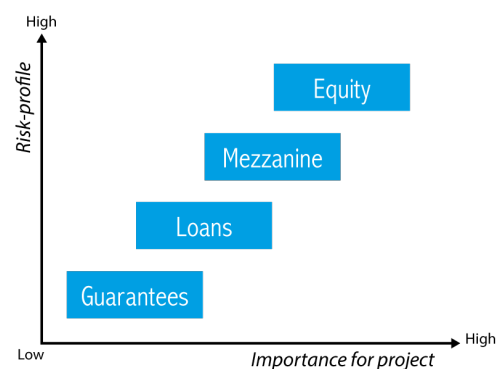 High
Risk-profile
Equity
Mezzanine
Loans
Guarantees
Low
High
Importance for project